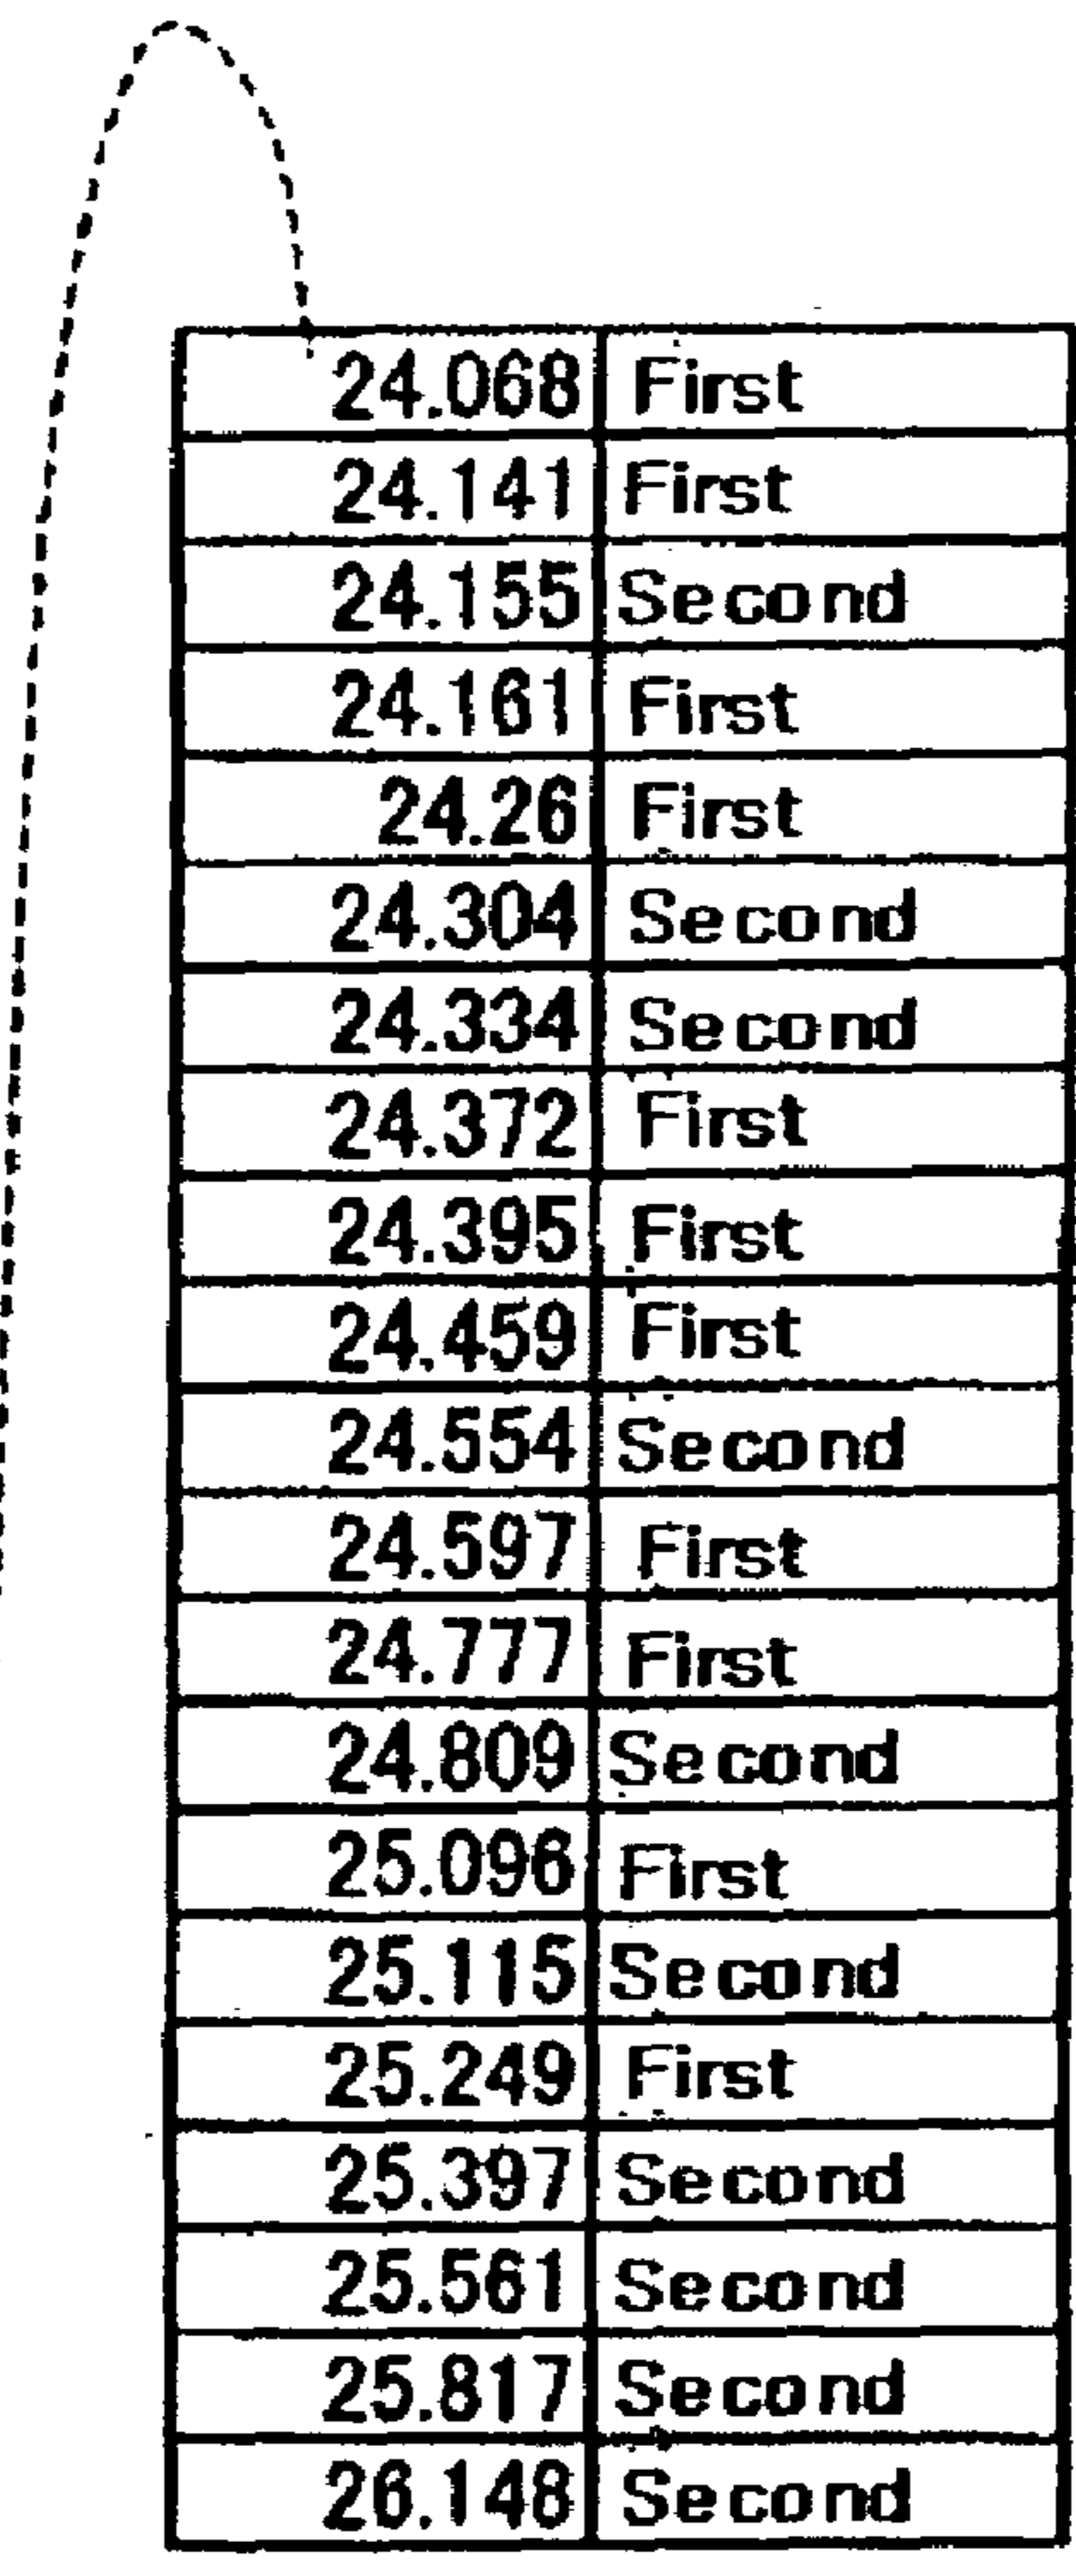 24.068 First
24.141 First
24.155 Second
24.161 First
24.26 First
24.304 Second
24.334 Second
24.372 First
24.395 First
24.459 First
24.554 Second
24.597 First
24.777 First
24.809 Second
25.096 First
25.115 Second
25.249 First
25.397 Second
25.561 Second
25.817 Second
26.148 Second